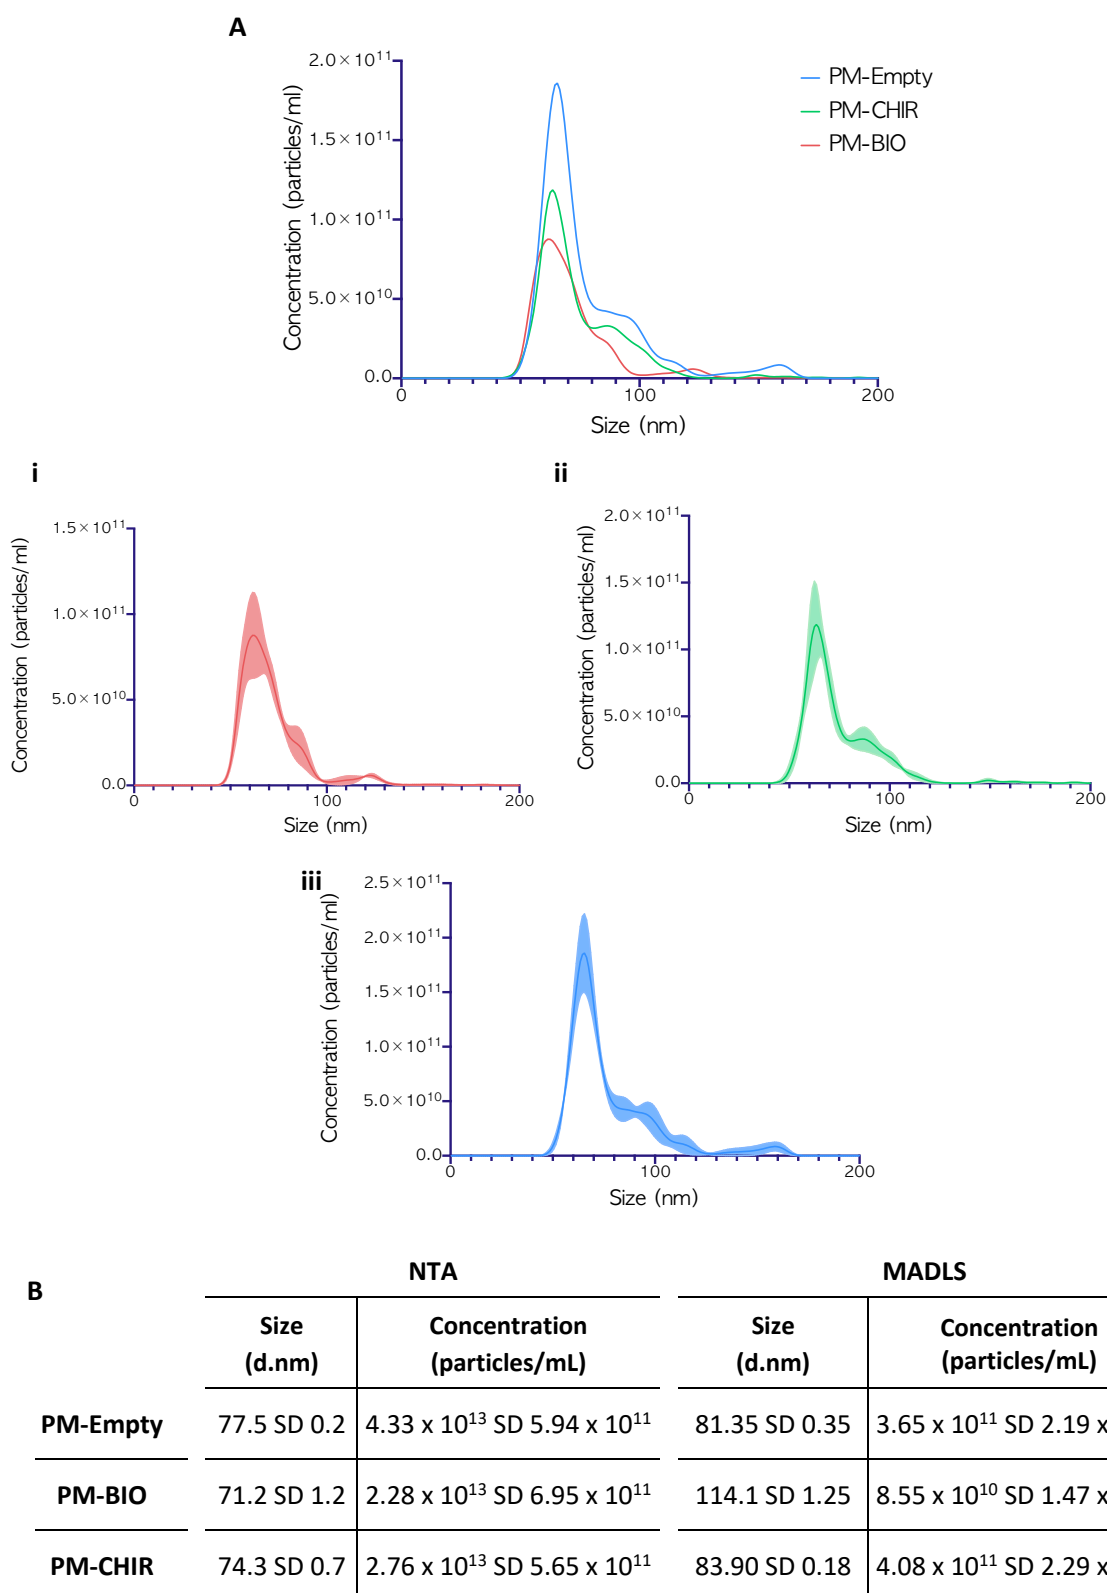 A
2.0×10¹¹
1.5×10¹¹
1.0×10¹¹
5.0×10¹⁰
0.0
Concentration (particles/ml)
0 100 200
Size (nm)
PM-Empty
PM-CHIR
PM-BIO
i
1.5×10¹¹
1.0×10¹¹
5.0×10¹⁰
0.0
Concentration (particles/ml)
0 100 200
Size (nm)
ii
2.0×10¹¹
1.5×10¹¹
1.0×10¹¹
5.0×10¹⁰
0.0
Concentration (particles/ml)
0 100 200
Size (nm)
iii
2.5×10¹¹
2.0×10¹¹
1.5×10¹¹
1.0×10¹¹
5.0×10¹⁰
0.0
Concentration (particles/ml)
0 100 200
Size (nm)
B
NTA MADLS
Size Concentration Size Concentration
(d.nm) (particles/mL) (d.nm) (particles/mL)
PM-Empty 77.5 SD 0.2 4.33 x 10¹³ SD 5.94 x 10¹¹ 81.35 SD 0.35 3.65 x 10¹¹ SD 2.19 x
PM-BIO 71.2 SD 1.2 2.28 x 10¹³ SD 6.95 x 10¹¹ 114.1 SD 1.25 8.55 x 10¹⁰ SD 1.47 x
PM-CHIR 74.3 SD 0.7 2.76 x 10¹³ SD 5.65 x 10¹¹ 83.90 SD 0.18 4.08 x 10¹¹ SD 2.29 x